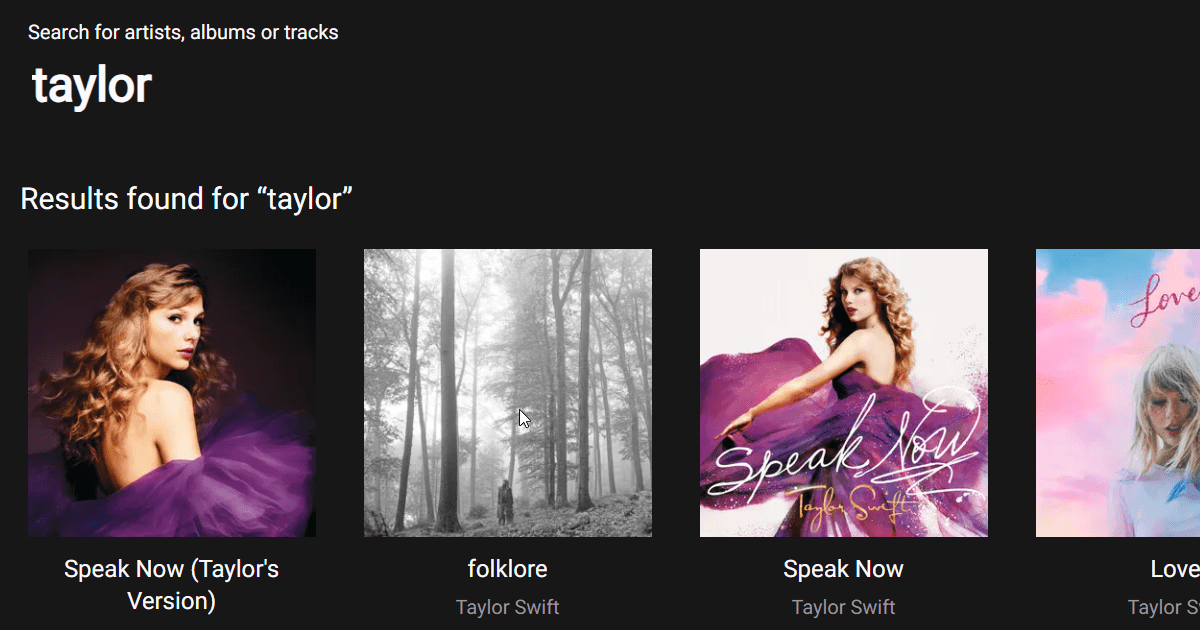 Search for artists, albums or tracks
taylor
Results found for “taylor”
Speak Now
Taylor Swift
Love
Speak Now (Taylor's
Version)
folklore
Taylor Swift
Speak Now
Taylor Swift
Love
Taylor S